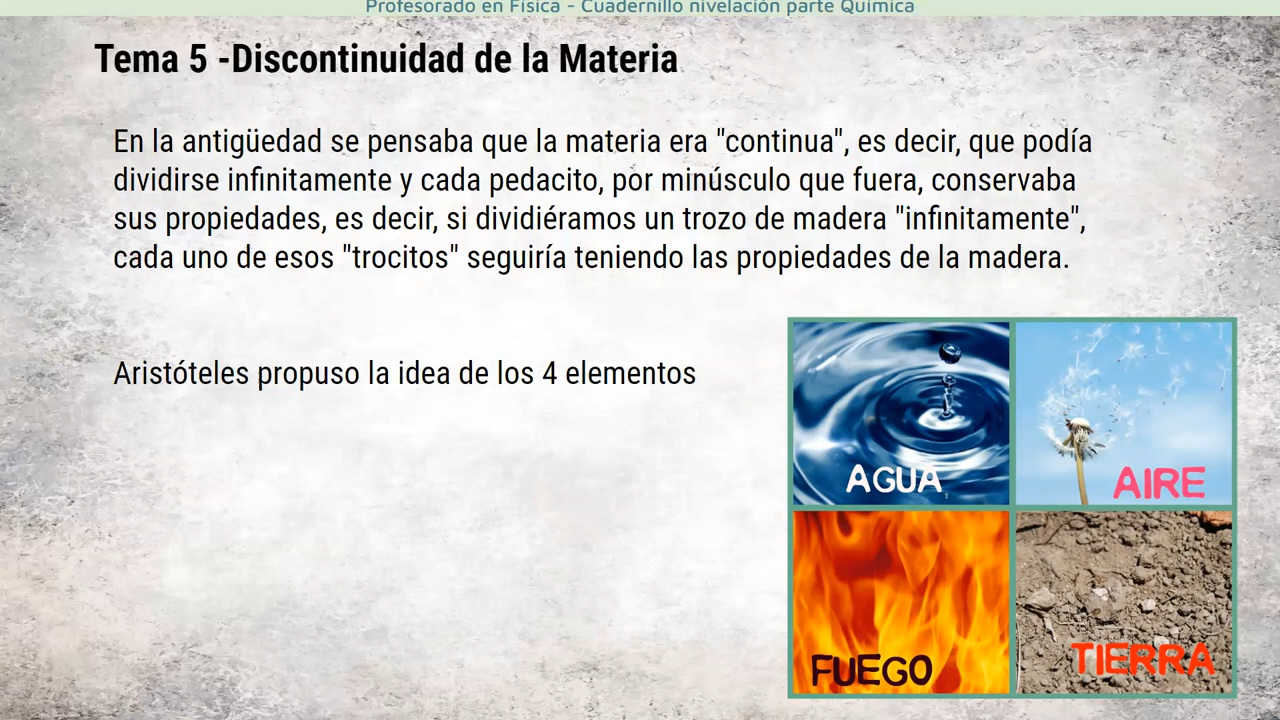 Profesorado en Física - Cuadernillo nivelación parte Química
Tema 5 -Discontinuidad de la Materia
En la antigüedad se pensaba que la materia era "continua", es decir, que podía
dividirse infinitamente y cada pedacito, por minúsculo que fuera, conservaba
sus propiedades, es decir, si dividiéramos un trozo de madera "infinitamente",
cada uno de esos "trocitos" seguiría teniendo las propiedades de la madera.
Aristóteles propuso la idea de los 4 elementos
AGUA
AIRE
FUEGO
TIERRA